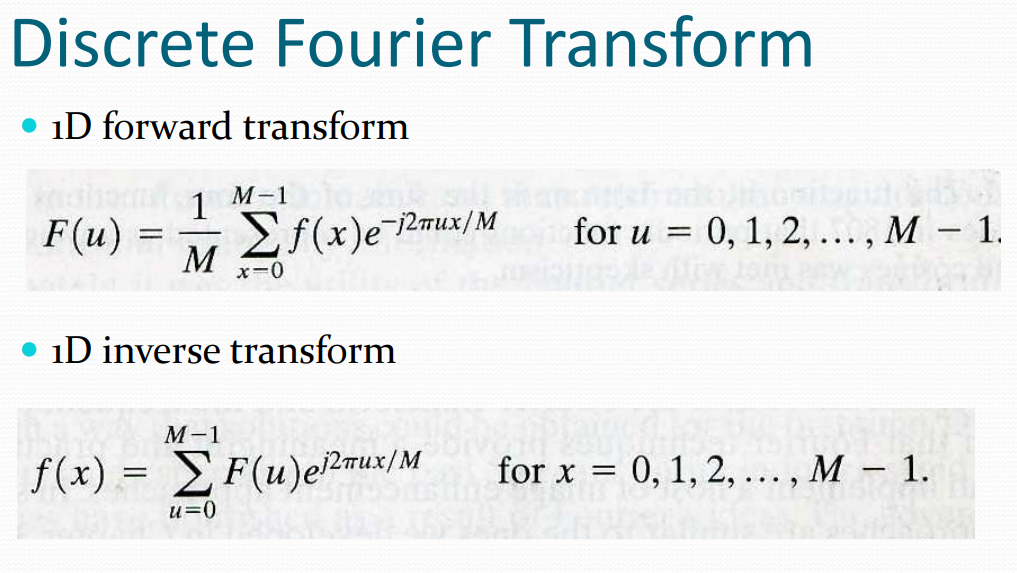 Discrete Fourier Transform
• 1D forward transform
F(u) = 1/M ∑_{x=0}^{M−1} f(x)e^{−j2πux/M} for u = 0, 1, 2, ..., M − 1.
• 1D inverse transform
f(x) = ∑_{u=0}^{M−1} F(u)e^{j2πux/M} for x = 0, 1, 2, ..., M − 1.